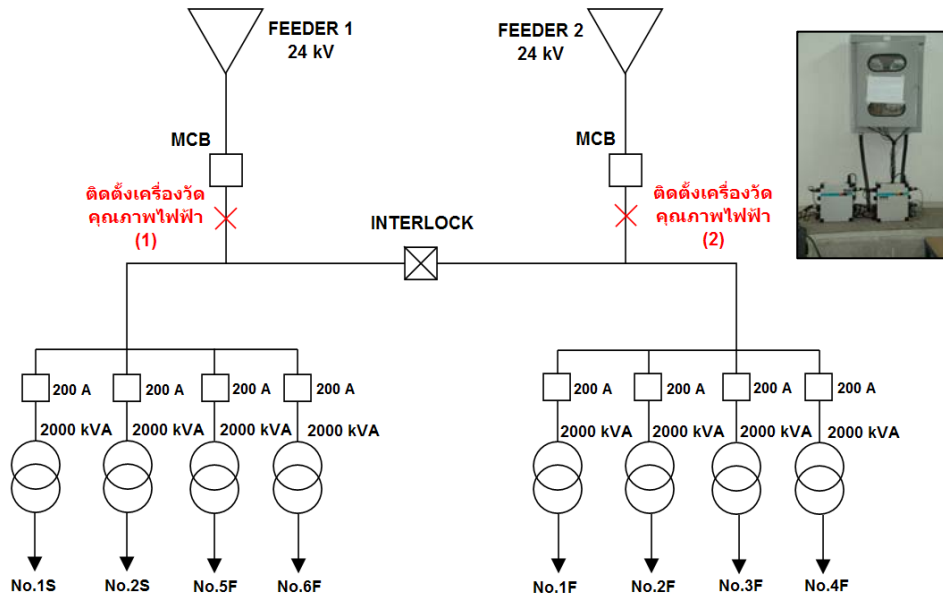 FEEDER 1
24 kV
FEEDER 2
24 kV
MCB
MCB
ติดตั้งเครื่องวัด
คุณภาพไฟฟ้า
(1)
ติดตั้งเครื่องวัด
คุณภาพไฟฟ้า
(2)
INTERLOCK
200 A
200 A
200 A
200 A
200 A
200 A
200 A
200 A
2000 kVA
2000 kVA
2000 kVA
2000 kVA
2000 kVA
2000 kVA
2000 kVA
2000 kVA
No.1S
No.2S
No.5F
No.6F
No.1F
No.2F
No.3F
No.4F